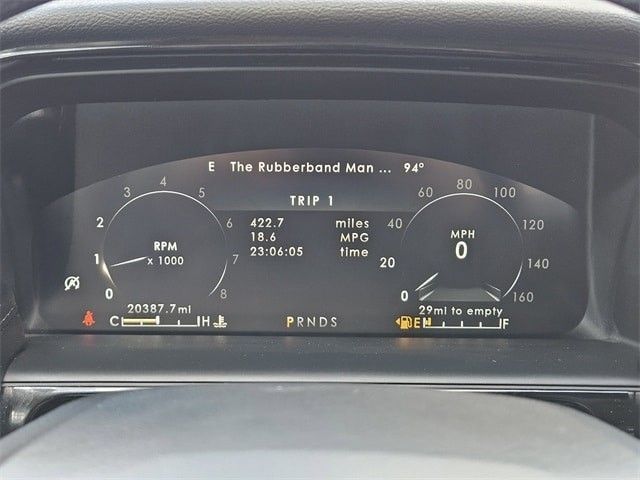 E The Rubberband Man ... 94°
TRIP 1
422.7 miles
18.6 MPG
23:06:05 time
0 1 2 3 4 5 6 7 8
RPM
x 1000
0 20 40 60 80 100 120 140 160
MPH
0
20387.7mi
29mi to empty
C H
PRNDS
E F